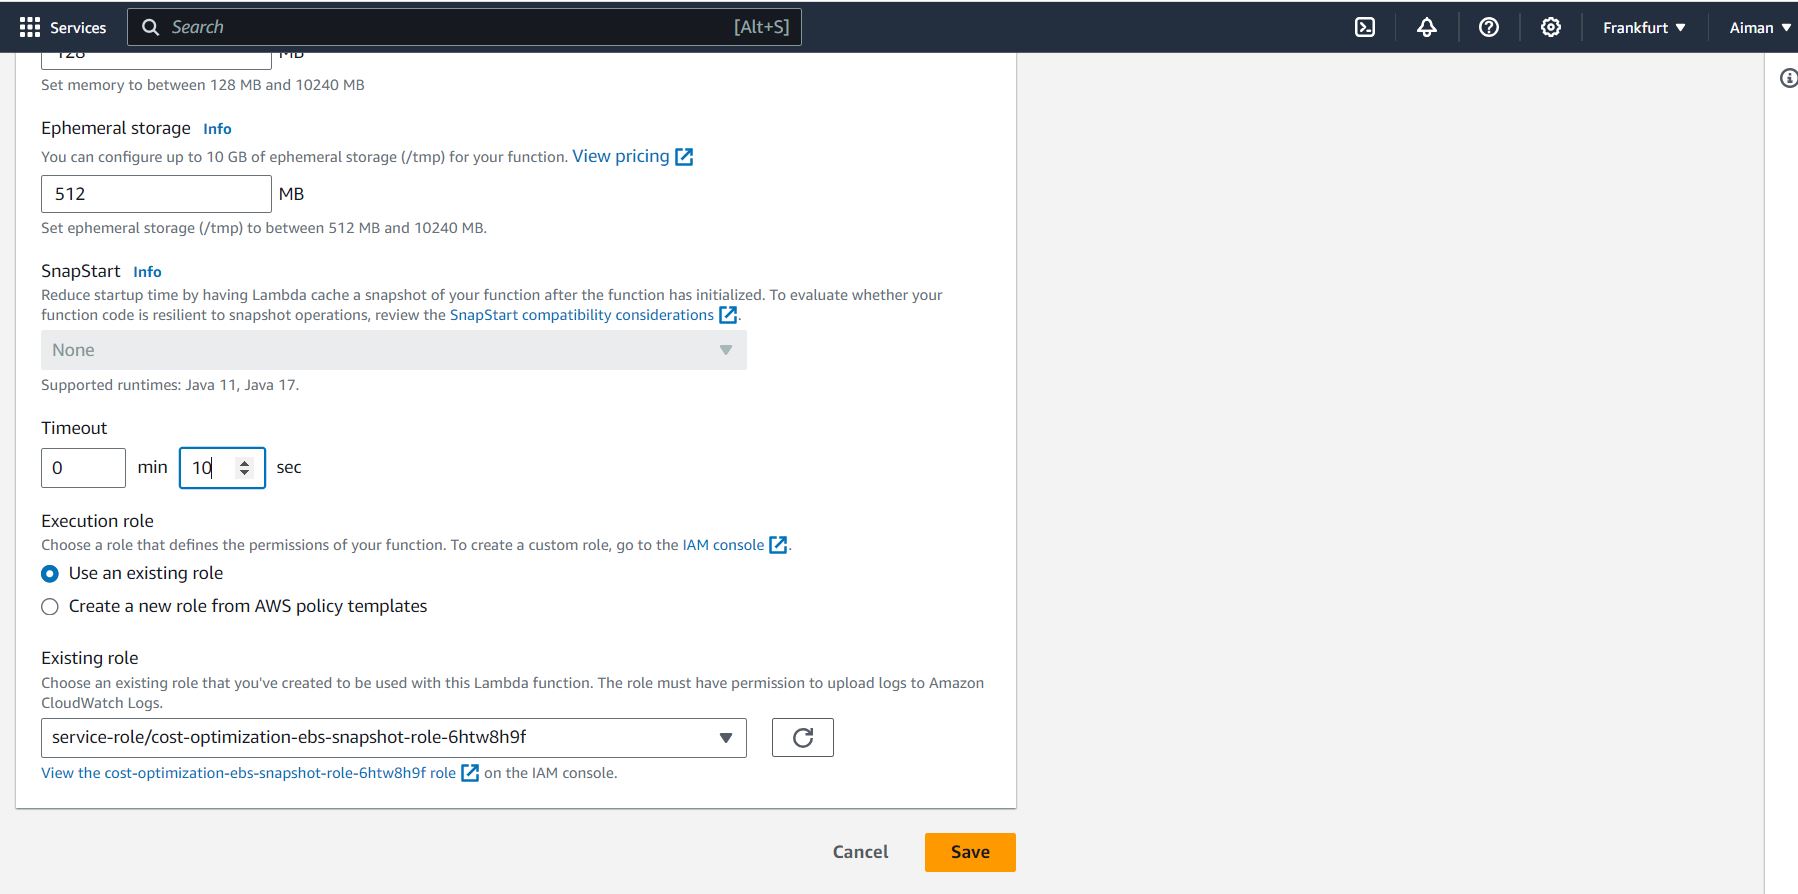 Services Search [Alt+S] Frankfurt Aiman
128 MB
Set memory to between 128 MB and 10240 MB
Ephemeral storage Info
You can configure up to 10 GB of ephemeral storage (/tmp) for your function. View pricing
512 MB
Set ephemeral storage (/tmp) to between 512 MB and 10240 MB.
SnapStart Info
Reduce startup time by having Lambda cache a snapshot of your function after the function has initialized. To evaluate whether your
function code is resilient to snapshot operations, review the SnapStart compatibility considerations.
None
Supported runtimes: Java 11, Java 17.
Timeout
0 min 10 sec
Execution role
Choose a role that defines the permissions of your function. To create a custom role, go to the IAM console.
Use an existing role
Create a new role from AWS policy templates
Existing role
Choose an existing role that you've created to be used with this Lambda function. The role must have permission to upload logs to Amazon
CloudWatch Logs.
service-role/cost-optimization-ebs-snapshot-role-6htw8h9f
View the cost-optimization-ebs-snapshot-role-6htw8h9f role on the IAM console.
Cancel Save